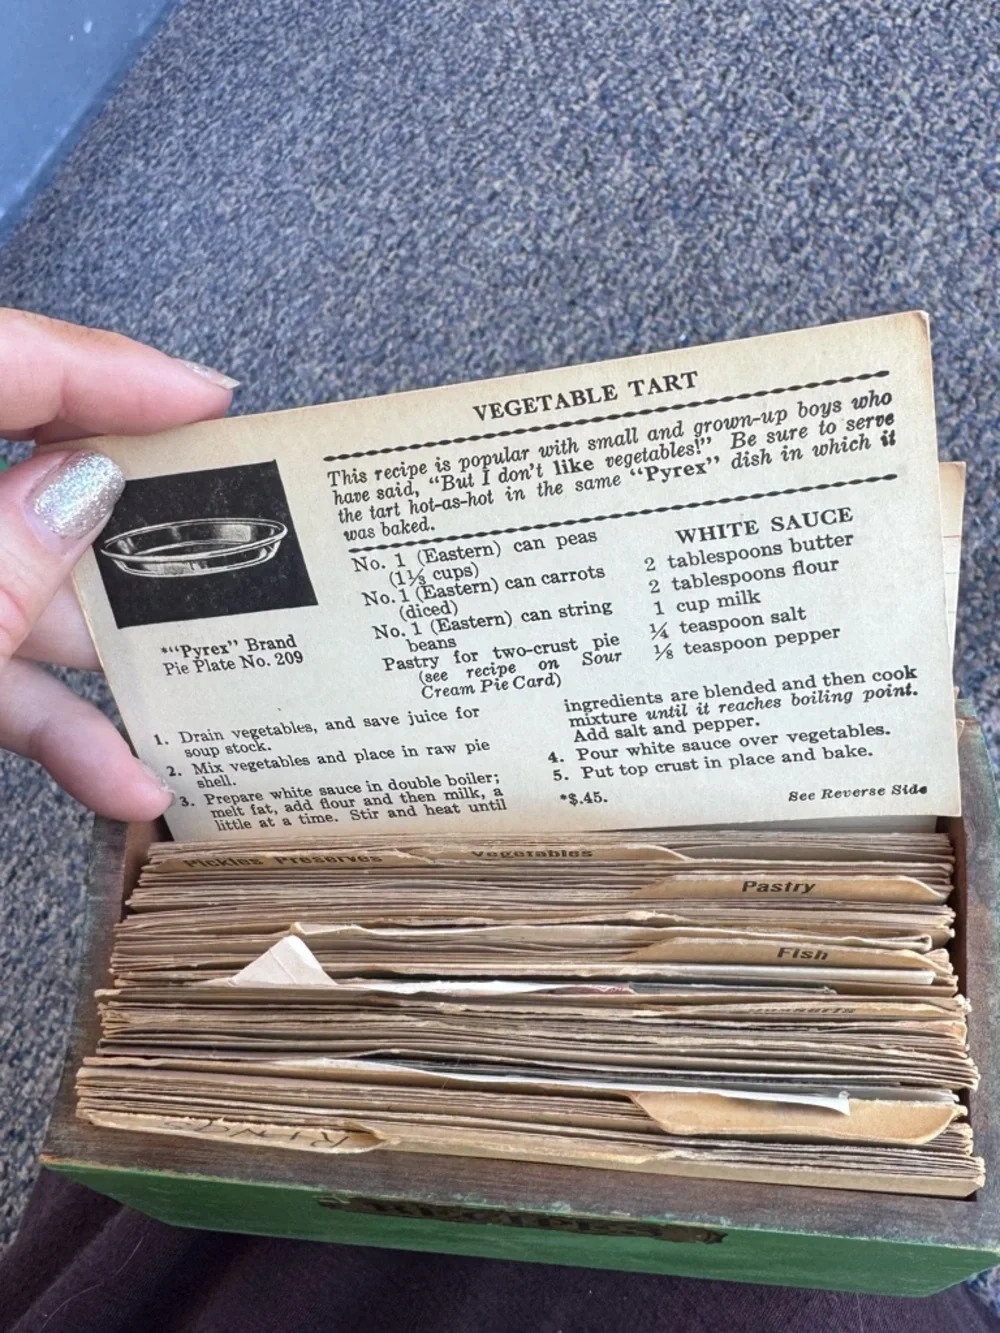 VEGETABLE TART
This recipe is popular with small and grown-up boys who
have said, "But I don't like vegetables!" Be sure to serve
the tart hot-as-hot in the same "Pyrex" dish in which it
was baked.
*"Pyrex" Brand
Pie Plate No. 209
No. 1 (Eastern) can peas
(1⅓ cups)
No. 1 (Eastern) can carrots
(diced)
No. 1 (Eastern) can string
beans
Pastry for two-crust pie
(see recipe on Sour
Cream Pie Card)
WHITE SAUCE
2 tablespoons butter
2 tablespoons flour
1 cup milk
¼ teaspoon salt
⅛ teaspoon pepper
1. Drain vegetables, and save juice for
soup stock.
2. Mix vegetables and place in raw pie
shell.
3. Prepare white sauce in double boiler;
melt fat, add flour and then milk, a
little at a time. Stir and heat until
ingredients are blended and then cook
mixture until it reaches boiling point.
Add salt and pepper.
4. Pour white sauce over vegetables.
5. Put top crust in place and bake.
*$.45.
See Reverse Side
Pickles Preserves
Vegetables
Pastry
Fish
Desserts
RECIPES